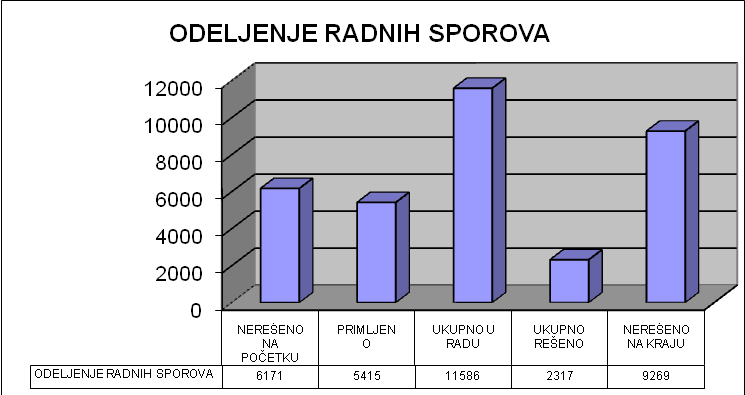 ODELJENJE RADNIH SPOROVA
12000
10000
8000
6000
4000
2000
0
NEREŠENO
NA
POČETKU
PRIMLJEN
O
UKUPNO U
RADU
UKUPNO
REŠENO
NEREŠENO
NA KRAJU
ODELJENJE RADNIH SPOROVA 6171 5415 11586 2317 9269